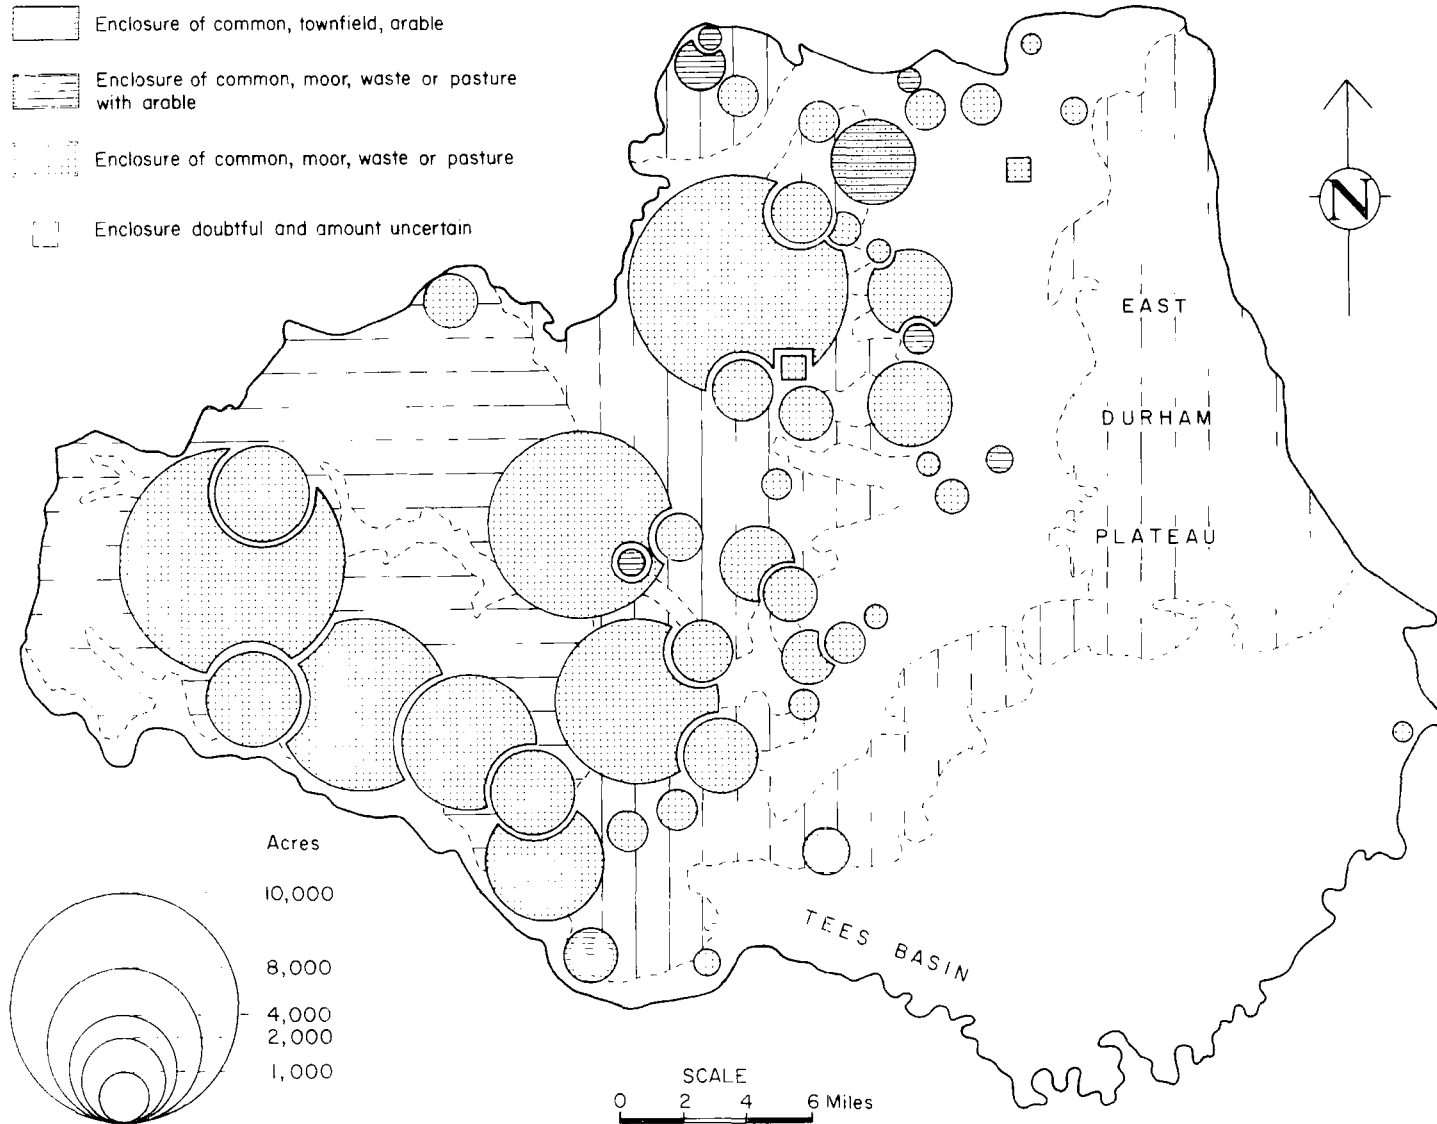 Enclosure of common, townfield, arable
Enclosure of common, moor, waste or pasture
with arable
Enclosure of common, moor, waste or pasture
Enclosure doubtful and amount uncertain
N
EAST
DURHAM
PLATEAU
TEES BASIN
Acres
10,000
8,000
4,000
2,000
1,000
SCALE
0 2 4 6 Miles